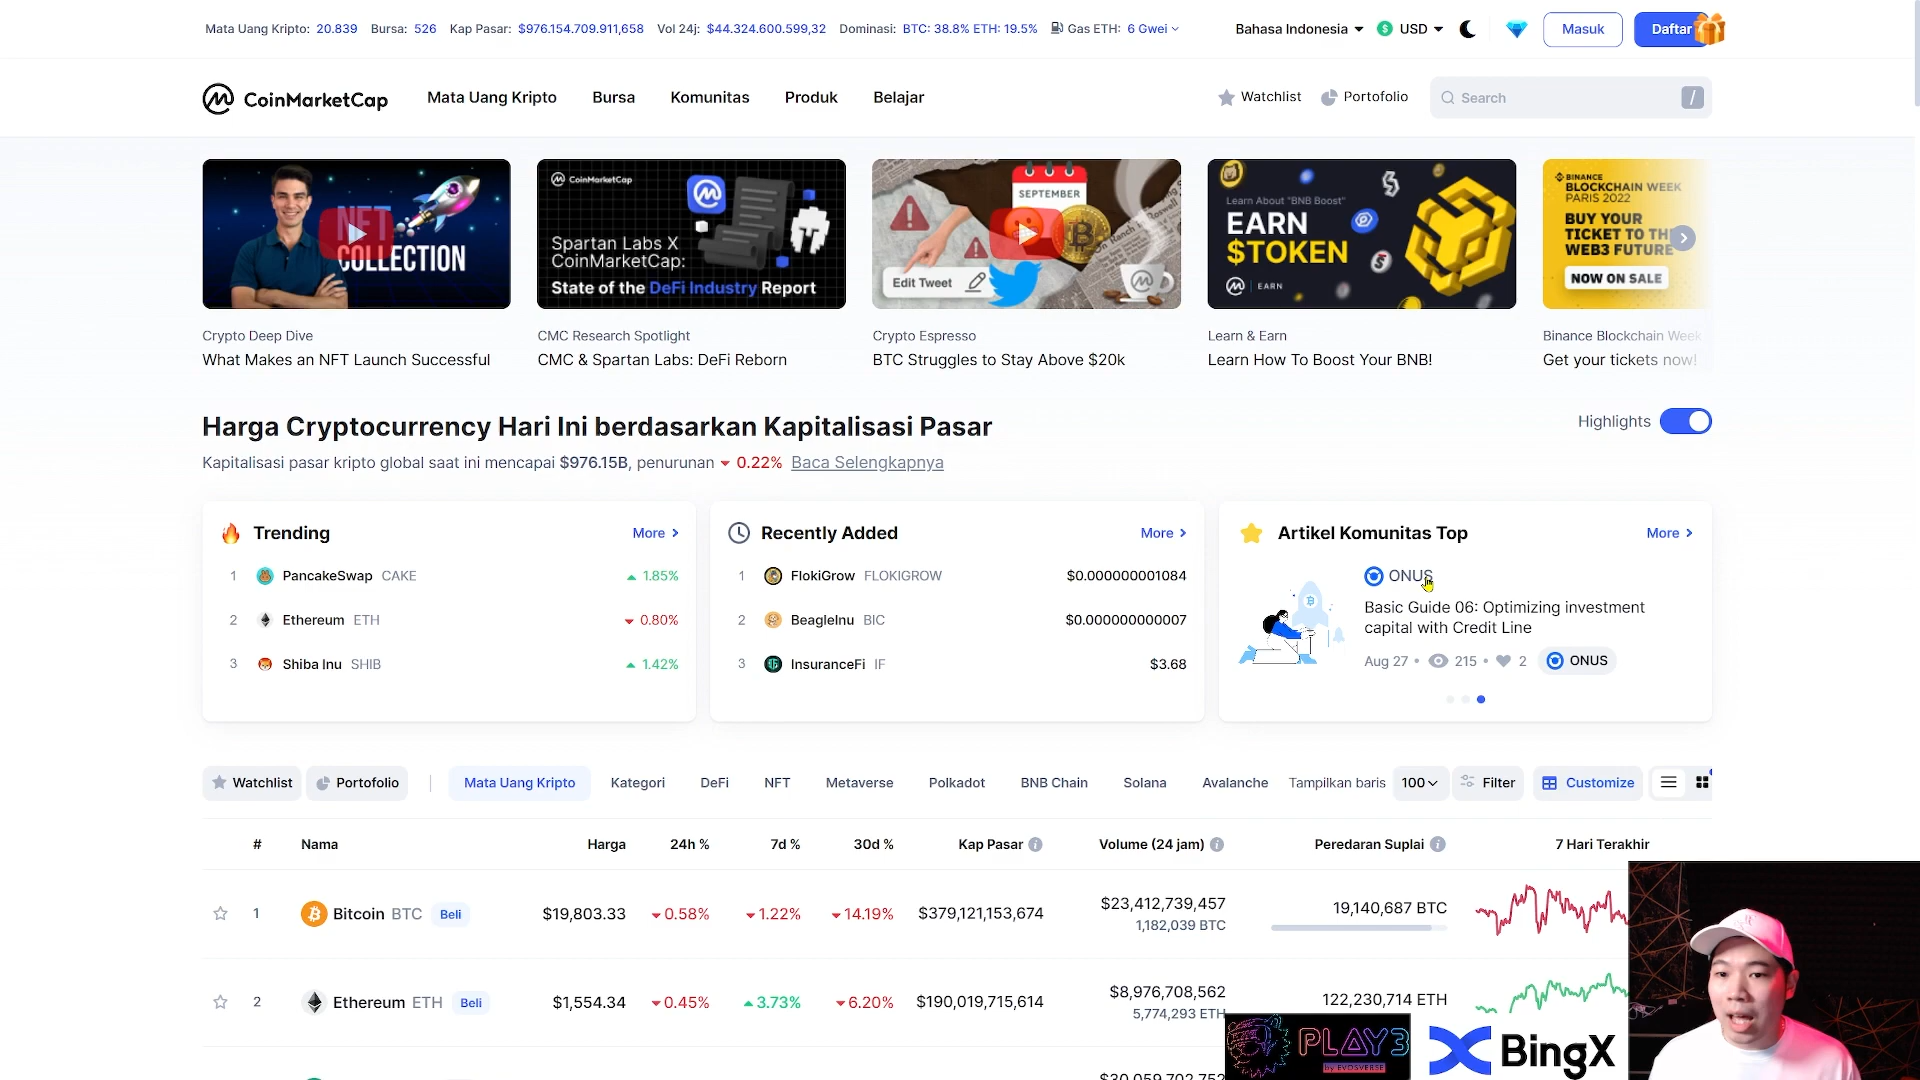 Mata Uang Kripto: 20.839 Bursa: 526 Kap Pasar: $976.154.709.911,658 Vol 24j: $44.324.600.599,32 Dominasi: BTC: 38.8% ETH: 19.5% Gas ETH: 6 Gwei
Bahasa Indonesia $ USD Masuk Daftar
CoinMarketCap Mata Uang Kripto Bursa Komunitas Produk Belajar Watchlist Portofolio Search /
NFT
COLLECTION
CoinMarketCap
Spartan Labs X
CoinMarketCap:
State of the DeFi Industry Report
SEPTEMBER
Edit Tweet
Learn About "BNB Boost"
EARN
$TOKEN
EARN
BINANCE
BLOCKCHAIN WEEK
PARIS 2022
BUY YOUR
TICKET TO THE
WEB3 FUTURE
NOW ON SALE
Crypto Deep Dive
What Makes an NFT Launch Successful
CMC Research Spotlight
CMC & Spartan Labs: DeFi Reborn
Crypto Espresso
BTC Struggles to Stay Above $20k
Learn & Earn
Learn How To Boost Your BNB!
Binance Blockchain Week
Get your tickets now!
Harga Cryptocurrency Hari Ini berdasarkan Kapitalisasi Pasar
Highlights
Kapitalisasi pasar kripto global saat ini mencapai $976.15B, penurunan 0.22% Baca Selengkapnya
Trending More
1 PancakeSwap CAKE 1.85%
2 Ethereum ETH 0.80%
3 Shiba Inu SHIB 1.42%
Recently Added More
1 FlokiGrow FLOKIGROW $0.000000001084
2 BeagleInu BIC $0.000000000007
3 InsuranceFi IF $3.68
Artikel Komunitas Top More
ONUS
Basic Guide 06: Optimizing investment
capital with Credit Line
Aug 27 • 215 • 2 ONUS
Watchlist Portofolio Mata Uang Kripto Kategori DeFi NFT Metaverse Polkadot BNB Chain Solana Avalanche Tampilkan baris 100 Filter Customize
# Nama Harga 24h % 7d % 30d % Kap Pasar Volume (24 jam) Peredaran Suplai 7 Hari Terakhir
1 Bitcoin BTC Beli $19,803.33 0.58% 1.22% 14.19% $379,121,153,674 $23,412,739,457 19,140,687 BTC
1,182,039 BTC
2 Ethereum ETH Beli $1,554.34 0.45% 3.73% 6.20% $190,019,715,614 $8,976,708,562 122,230,714 ETH
5,774,293 ETH
PLAY3
by EVOSVERSE
BingX